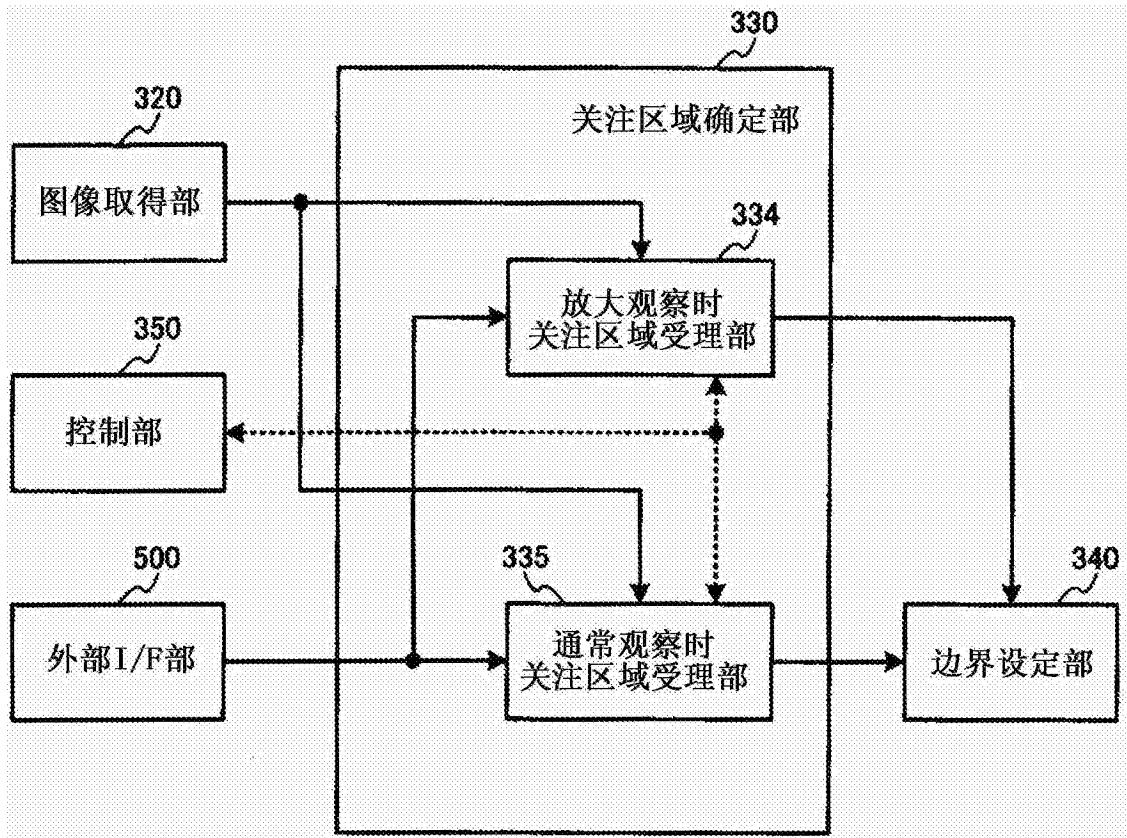 330
关注区域确定部
320
图像取得部
334
放大观察时
关注区域受理部
350
控制部
500
外部I/F部
335
通常观察时
关注区域受理部
340
边界设定部